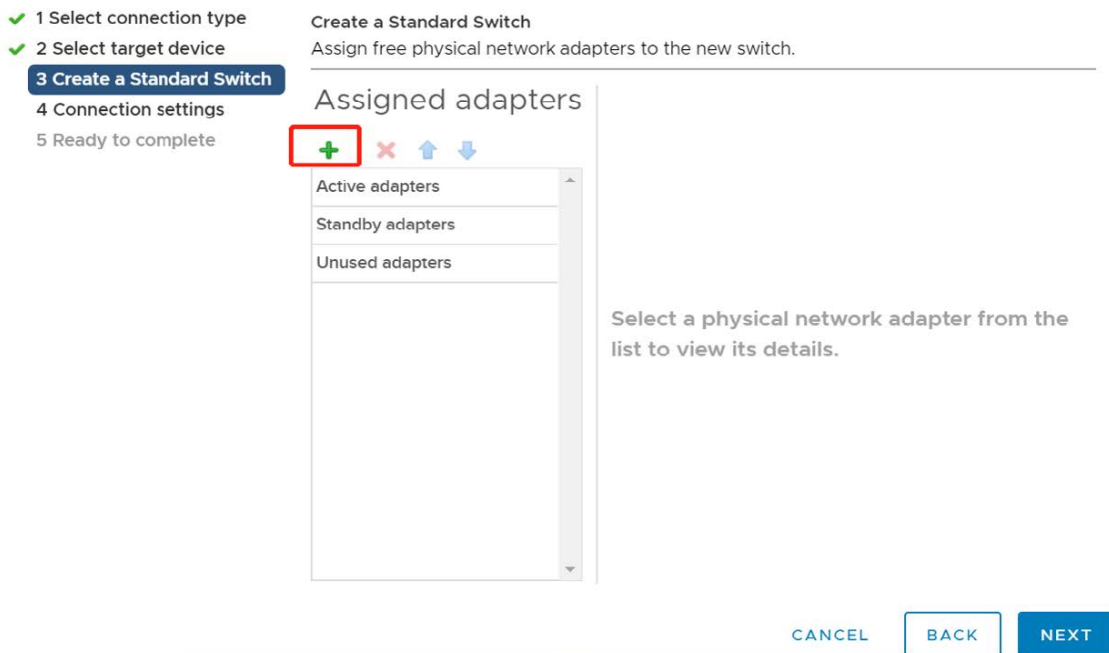 1 Select connection type
2 Select target device
3 Create a Standard Switch
4 Connection settings
5 Ready to complete
Create a Standard Switch
Assign free physical network adapters to the new switch.
Assigned adapters
Active adapters
Standby adapters
Unused adapters
Select a physical network adapter from the
list to view its details.
CANCEL
BACK
NEXT